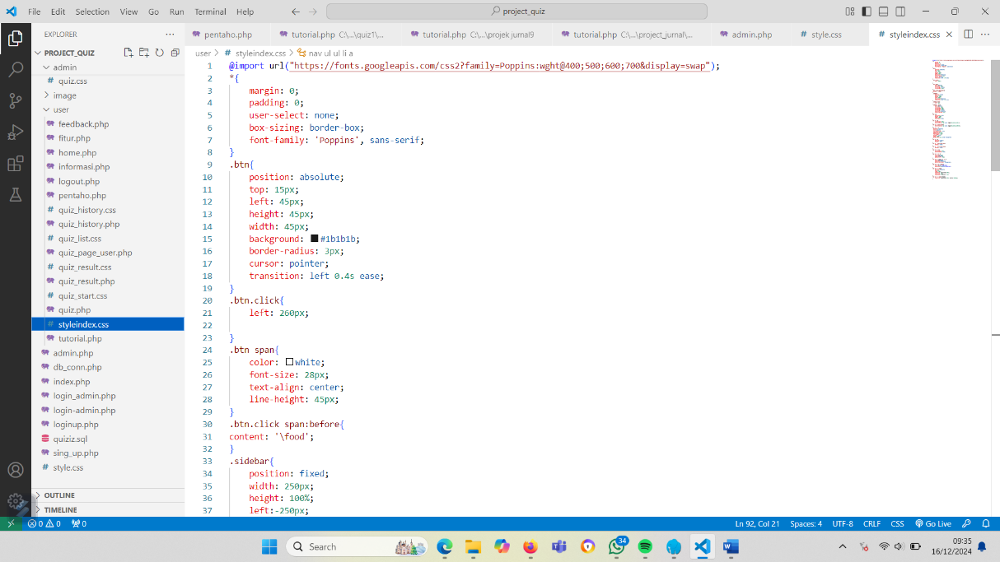 File Edit Selection View Go Run Terminal Help
project_quiz
EXPLORER
pentaho.php
tutorial.php C:\...\quiz1\...
tutorial.php C:\...\projek jurnal9
tutorial.php C:\...\project_jurnal\...
admin.php
style.css
styleindex.css
PROJECT_QUIZ
admin
quiz.css
image
user
feedback.php
fitur.php
home.php
informasi.php
logout.php
pentaho.php
quiz_history.css
quiz_history.php
quiz_list.css
quiz_page_user.php
quiz_result.css
quiz_result.php
quiz_start.css
quiz.php
styleindex.css
tutorial.php
admin.php
db_conn.php
index.php
login_admin.php
login-admin.php
loginup.php
quiziz.sql
sing_up.php
style.css
OUTLINE
TIMELINE
user > # styleindex.css > nav ul ul li a
1 @import url("https://fonts.googleapis.com/css2?family=Poppins:wght@400;500;600;700&display=swap");
2 *{
3 margin: 0;
4 padding: 0;
5 user-select: none;
6 box-sizing: border-box;
7 font-family: 'Poppins', sans-serif;
8 }
9 .btn{
10 position: absolute;
11 top: 15px;
12 left: 45px;
13 height: 45px;
14 width: 45px;
15 background: #1b1b1b;
16 border-radius: 3px;
17 cursor: pointer;
18 transition: left 0.4s ease;
19 }
20 .btn.click{
21 left: 260px;
22
23 }
24 .btn span{
25 color: white;
26 font-size: 28px;
27 text-align: center;
28 line-height: 45px;
29 }
30 .btn.click span:before{
31 content: '\food';
32 }
33 .sidebar{
34 position: fixed;
35 width: 250px;
36 height: 100%;
37 left:-250px;
0 0 0
Ln 92, Col 21 Spaces: 4 UTF-8 CRLF CSS Go Live
Search
34
09:35
16/12/2024